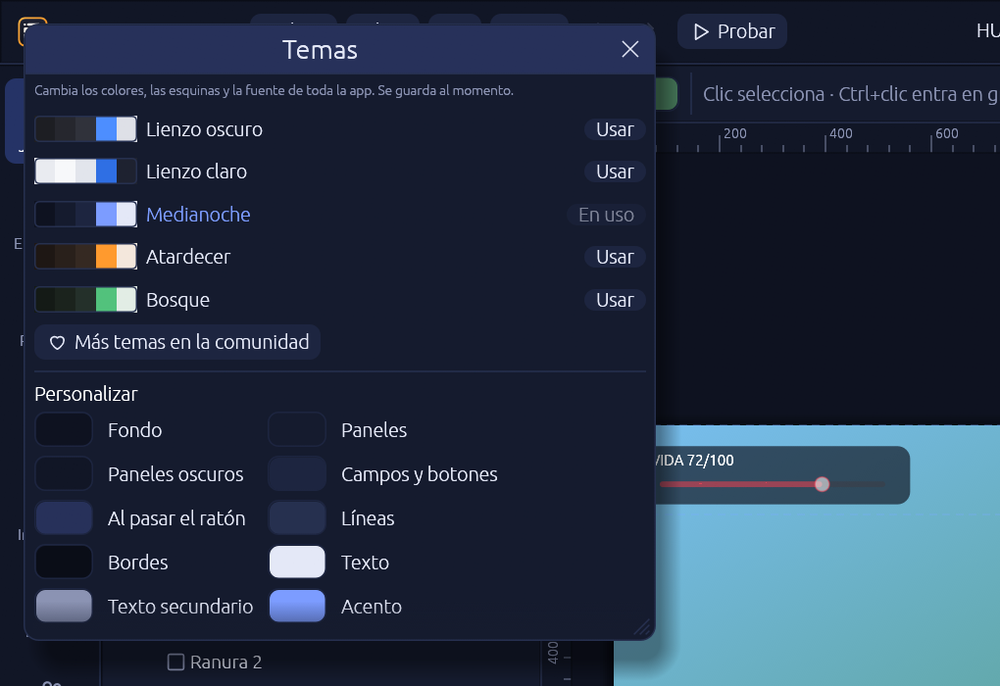 Probar
HU
Temas
Cambia los colores, las esquinas y la fuente de toda la app. Se guarda al momento.
Clic selecciona · Ctrl+clic entra en g
200 400 600
Lienzo oscuro Usar
Lienzo claro Usar
Medianoche En uso
Atardecer Usar
Bosque Usar
Más temas en la comunidad
Personalizar
Fondo Paneles
Paneles oscuros Campos y botones
Al pasar el ratón Líneas
Bordes Texto
Texto secundario Acento
VIDA 72/100
Ranura 2
400